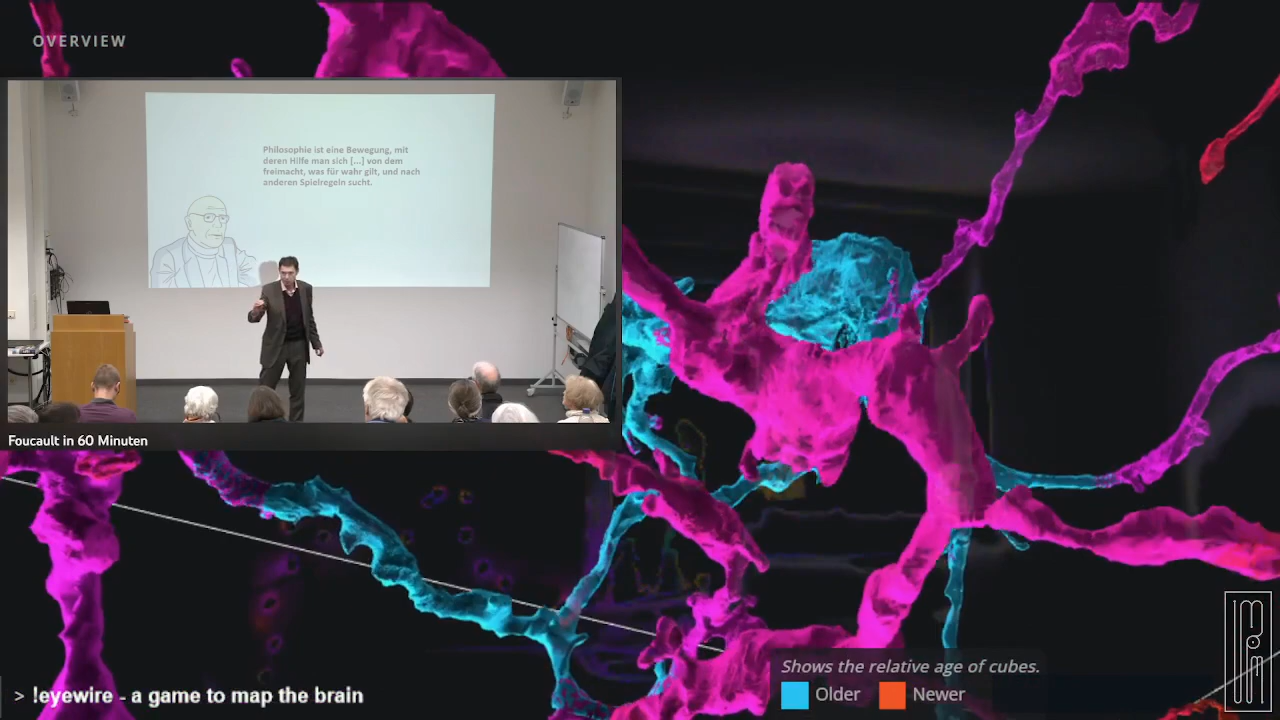 OVERVIEW
Philosophie ist eine Bewegung, mit
deren Hilfe man sich [...] von dem
freimacht, was für wahr gilt, und nach
anderen Spielregeln sucht.
Foucault in 60 Minuten
> !eyewire - a game to map the brain
Shows the relative age of cubes.
Older Newer